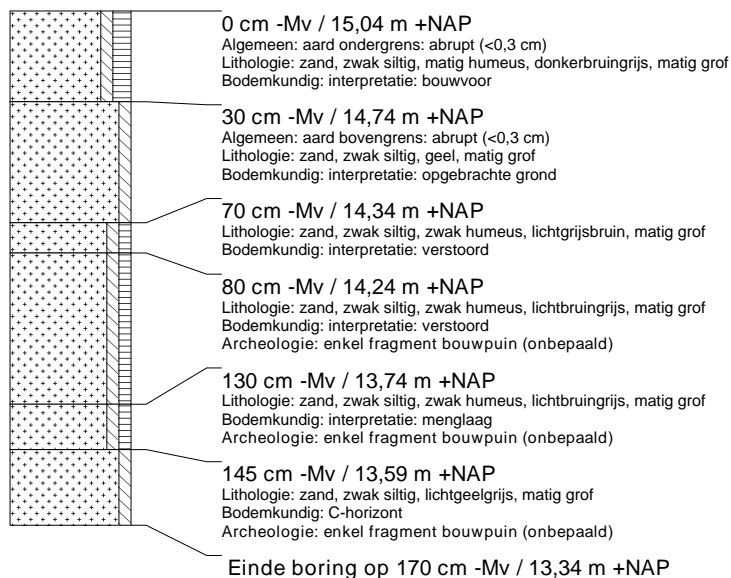 0 cm -Mv / 15,04 m +NAP
Algemeen: aard ondergrens: abrupt (<0,3 cm)
Lithologie: zand, zwak siltig, matig humeus, donkerbruingrijs, matig grof
Bodemkundig: interpretatie: bouwvoor
30 cm -Mv / 14,74 m +NAP
Algemeen: aard bovengrens: abrupt (<0,3 cm)
Lithologie: zand, zwak siltig, geel, matig grof
Bodemkundig: interpretatie: opgebrachte grond
70 cm -Mv / 14,34 m +NAP
Lithologie: zand, zwak siltig, zwak humeus, lichtgrijsbruin, matig grof
Bodemkundig: interpretatie: verstoord
80 cm -Mv / 14,24 m +NAP
Lithologie: zand, zwak siltig, zwak humeus, lichtbruingrijs, matig grof
Bodemkundig: interpretatie: verstoord
Archeologie: enkel fragment bouwpuin (onbepaald)
130 cm -Mv / 13,74 m +NAP
Lithologie: zand, zwak siltig, zwak humeus, lichtbruingrijs, matig grof
Bodemkundig: interpretatie: menglaag
Archeologie: enkel fragment bouwpuin (onbepaald)
145 cm -Mv / 13,59 m +NAP
Lithologie: zand, zwak siltig, lichtgeelgrijs, matig grof
Bodemkundig: C-horizont
Archeologie: enkel fragment bouwpuin (onbepaald)
Einde boring op 170 cm -Mv / 13,34 m +NAP